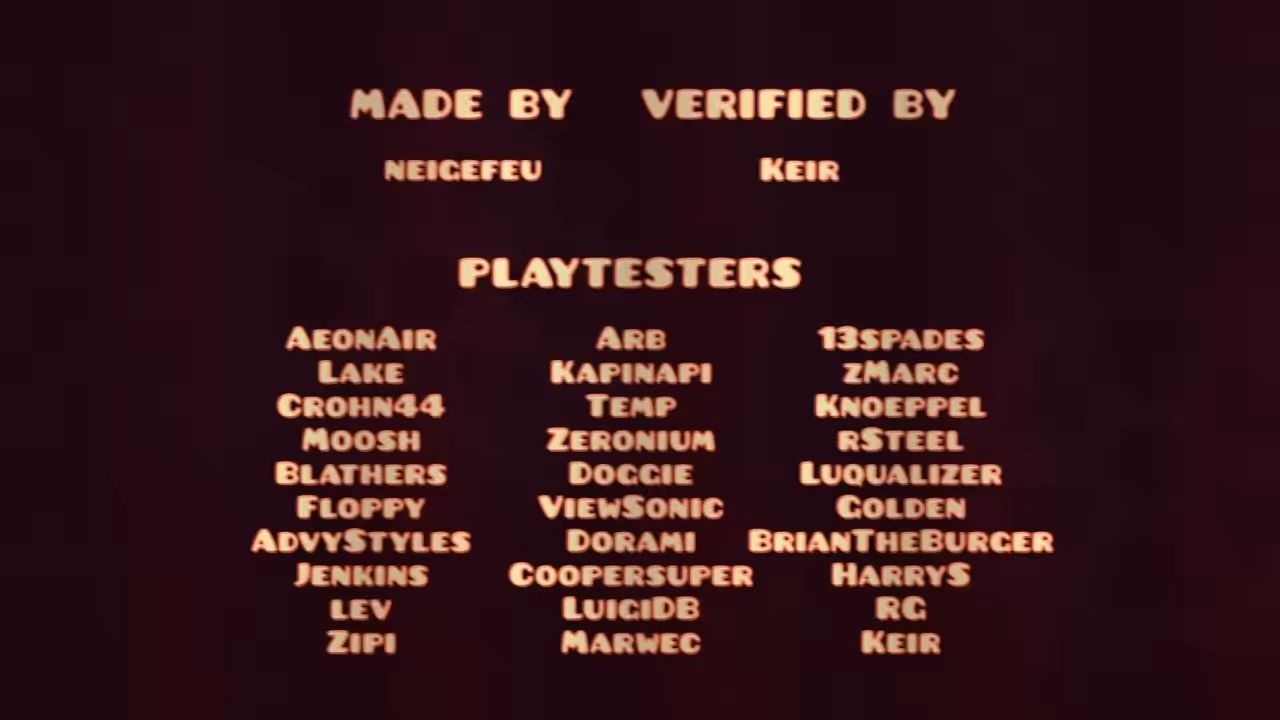 MADE BY VERIFIED BY
NEIGEFEU KEIR
PLAYTESTERS
AEONAIR ARB 13SPADES
LAKE KAPINAPI ZMARC
CROHN44 TEMP KNOEPPEL
MOOSH ZERONIUM RSTEEL
BLATHERS DOGGIE LUQUALIZER
FLOPPY VIEWSONIC GOLDEN
ADVYSTYLES DORAMI BRIANTHEBURGER
JENKINS COOPERSUPER HARRYS
LEV LUIGIDB RG
ZIPI MARWEC KEIR